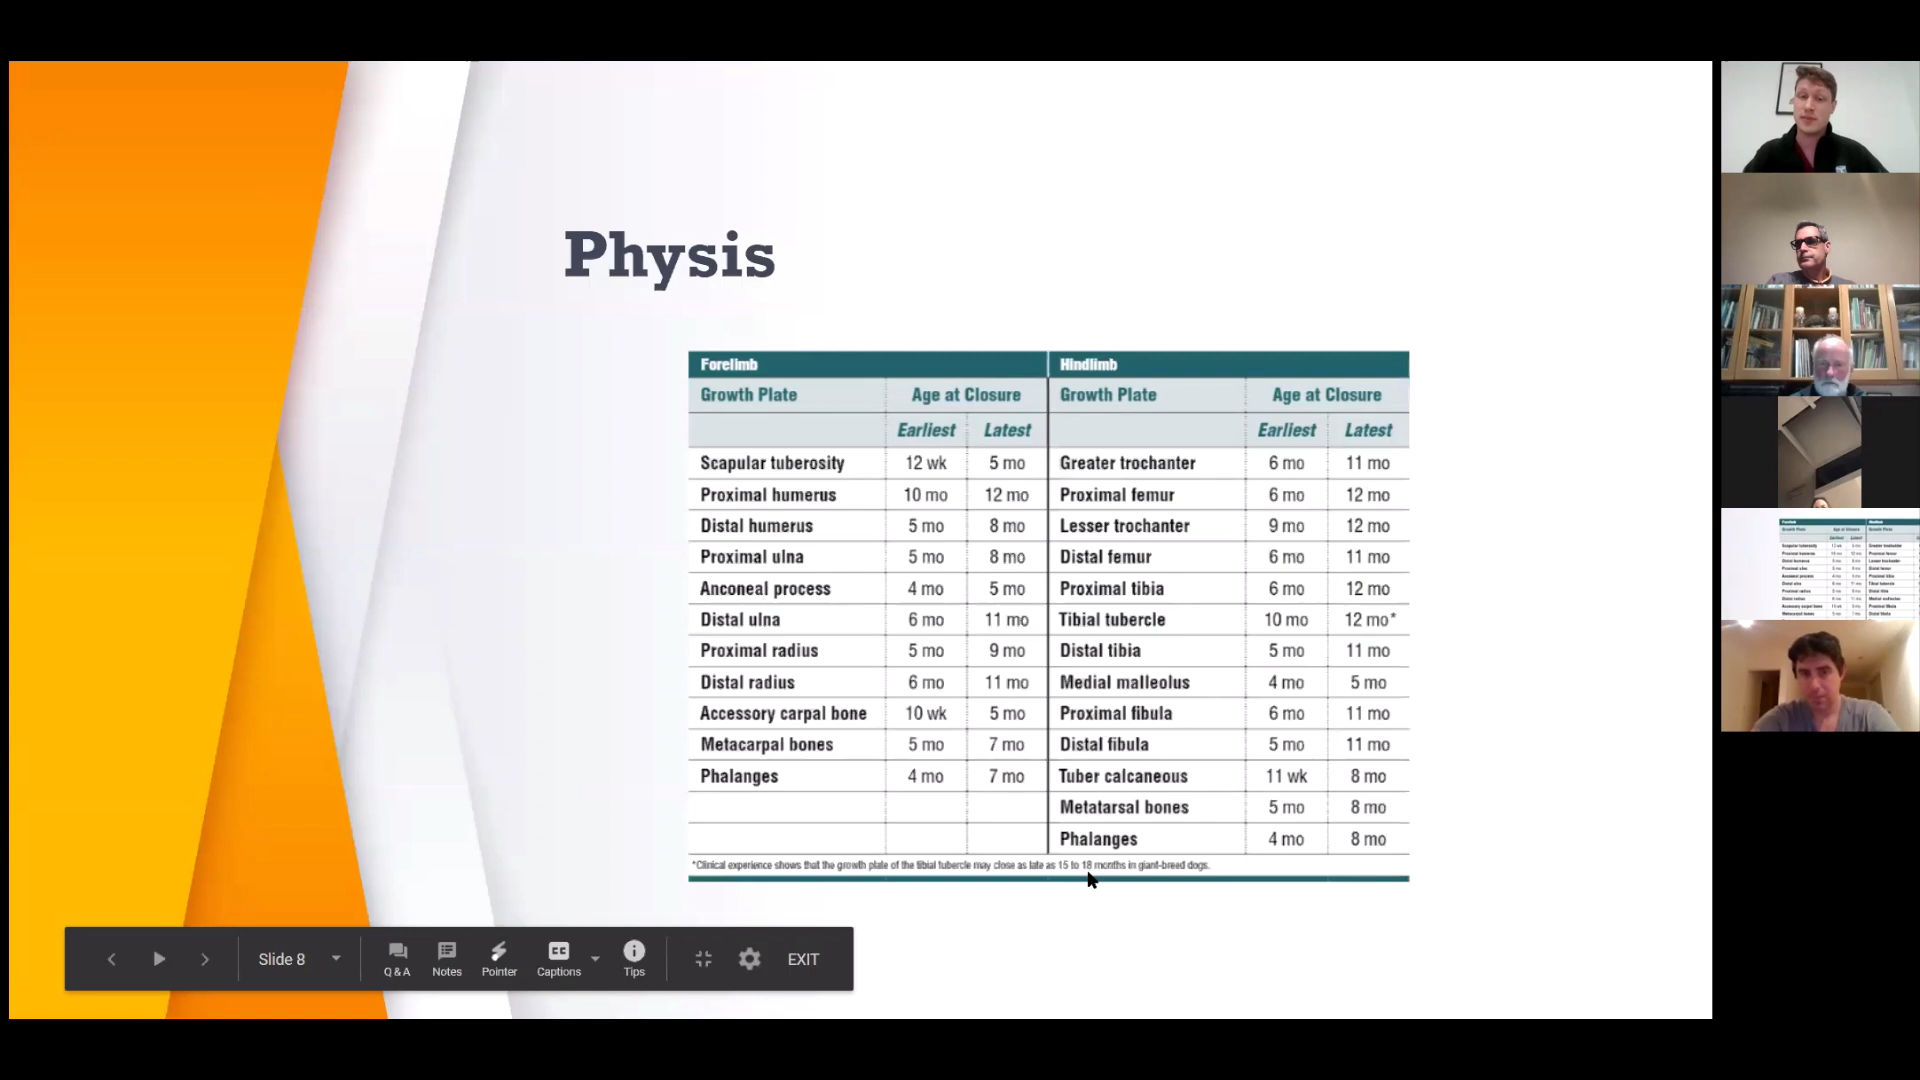 Physis
Forelimb Hindlimb
Growth Plate Age at Closure Growth Plate Age at Closure
Earliest Latest Earliest Latest
Scapular tuberosity 12 wk 5 mo Greater trochanter 6 mo 11 mo
Proximal humerus 10 mo 12 mo Proximal femur 6 mo 12 mo
Distal humerus 5 mo 8 mo Lesser trochanter 9 mo 12 mo
Proximal ulna 5 mo 8 mo Distal femur 6 mo 11 mo
Anconeal process 4 mo 5 mo Proximal tibia 6 mo 12 mo
Distal ulna 6 mo 11 mo Tibial tubercle 10 mo 12 mo*
Proximal radius 5 mo 9 mo Distal tibia 5 mo 11 mo
Distal radius 6 mo 11 mo Medial malleolus 4 mo 5 mo
Accessory carpal bone 10 wk 5 mo Proximal fibula 6 mo 11 mo
Metacarpal bones 5 mo 7 mo Distal fibula 5 mo 11 mo
Phalanges 4 mo 7 mo Tuber calcaneous 11 wk 8 mo
Metatarsal bones 5 mo 8 mo
Phalanges 4 mo 8 mo
*Clinical experience shows that the growth plate of the tibial tubercle may close as late as 15 to 18 months in giant-breed dogs.
Slide 8 Q & A Notes Pointer CC Captions Tips EXIT